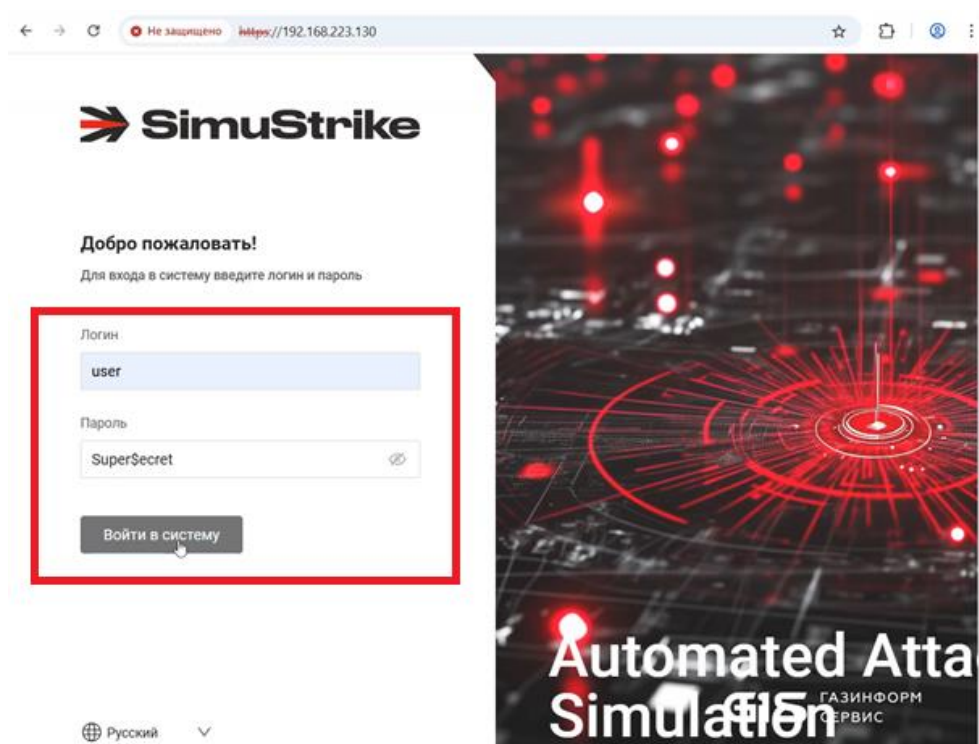 Не защищено https://192.168.223.130
SimuStrike
Добро пожаловать!
Для входа в систему введите логин и пароль
Логин
user
Пароль
Super$ecret
Войти в систему
Русский
Automated Atta
Simulation
GIS ГАЗИНФОРМ
СЕРВИС